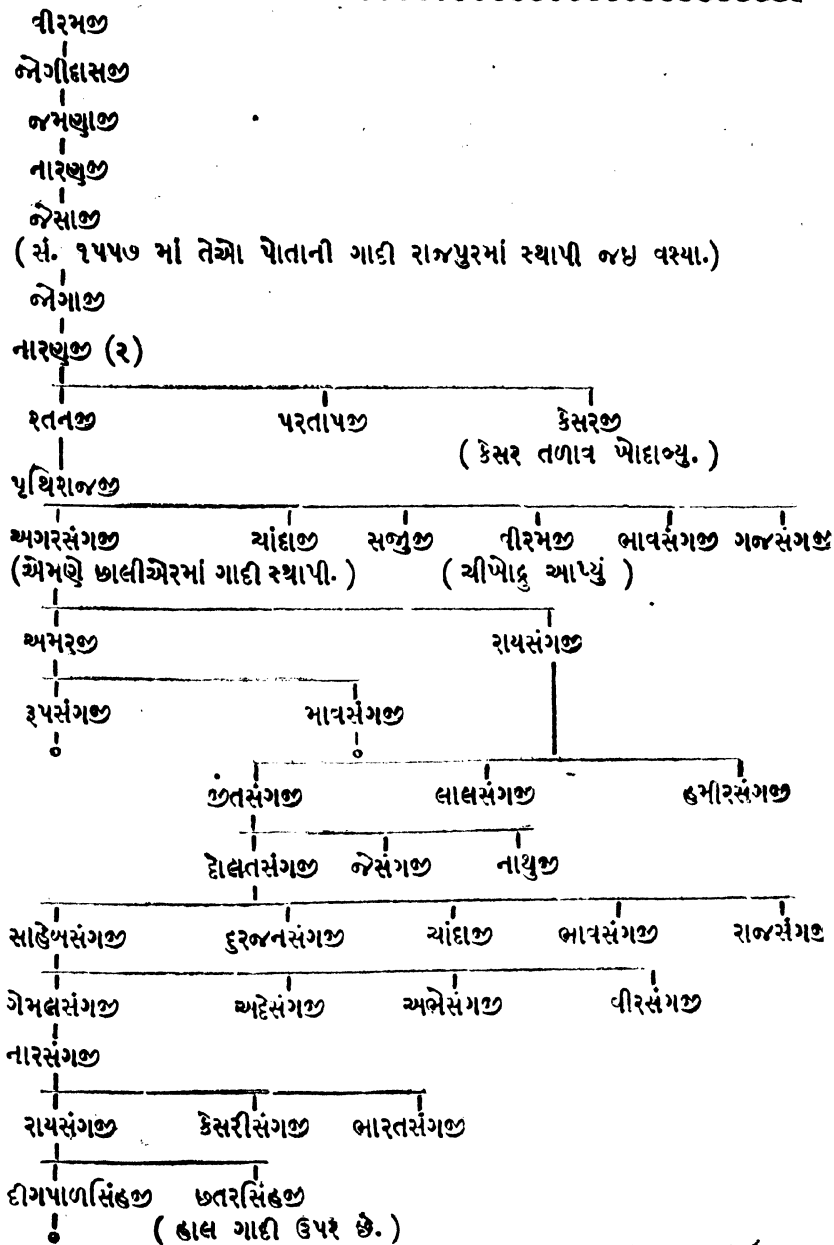 વીરમજી
જોગીદાસજી
જમણાજી
નારણજી
જેસાજી
(સં. ૧૫૫૭ માં તેઓ પોતાની ગાદી રાજપુરમાં સ્થાપી જઇ વસ્યા.)
જોગાજી
નારણજી (૨)
રતનજી પરતાપજી કેસરજી
( કેસર તળાવ ખોદાવ્યુ. )
પૃથિરાજજી
અગરસંગજી ચાંદાજી સજાજી વીરમજી ભાવસંગજી ગજસંગજી
(એમણે છાલીએરમાં ગાદી સ્થાપી. ) ( ચીખોદ્રુ આપ્યું )
અમરજી રાયસંગજી
રૂપસંગજી માવસંગજી
જીતસંગજી લાલસંગજી હમીરસંગજી
દોલતસંગજી જેસંગજી નાથુજી
સાહેબસંગજી દુરજનસંગજી ચાંદાજી ભાવસંગજી રાજસંગજી
ગેમલસંગજી અદેસંગજી અભેસંગજી વીરસંગજી
નારસંગજી
રાયસંગજી કેસરીસંગજી ભારતસંગજી
દીગપાળસિંહજી છતરસિંહજી
( હાલ ગાદી ઉપર છે. )